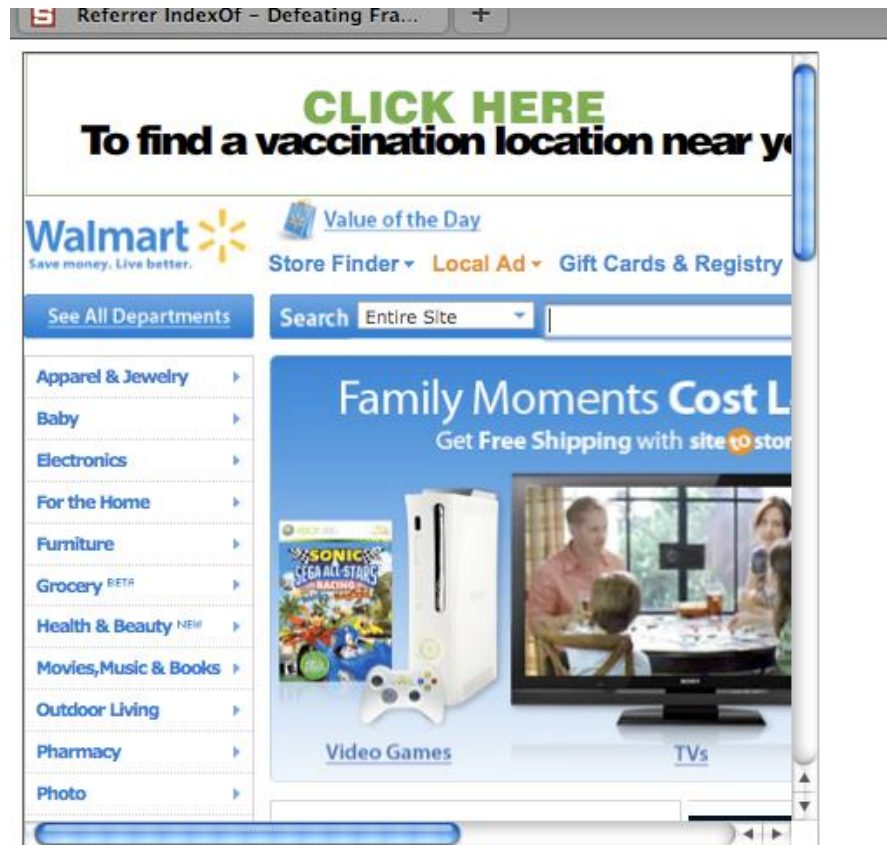 Referrer IndexOf – Defeating Fra...
CLICK HERE
To find a vaccination location near
Walmart
Save money. Live better.
Value of the Day
Store Finder Local Ad Gift Cards & Registry
See All Departments
Search Entire Site
Apparel & Jewelry
Baby
Electronics
For the Home
Furniture
Grocery BETA
Health & Beauty NEW
Movies,Music & Books
Outdoor Living
Pharmacy
Photo
Family Moments Cost
Get Free Shipping with site to stor
XBOX 360
SONIC
SEGA ALL-STARS
RACING
SONY
Video Games
TVs